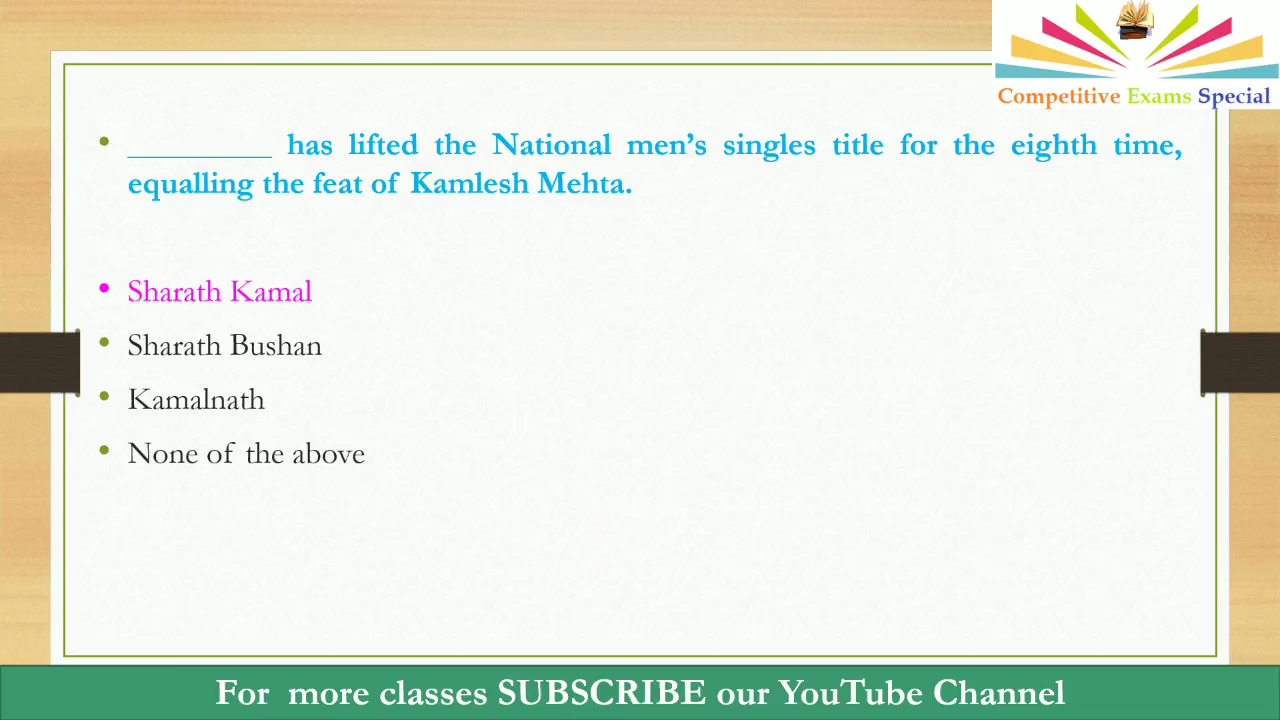 Competitive Exams Special
_________ has lifted the National men’s singles title for the eighth time,
equalling the feat of Kamlesh Mehta.
Sharath Kamal
Sharath Bushan
Kamalnath
None of the above
For more classes SUBSCRIBE our YouTube Channel